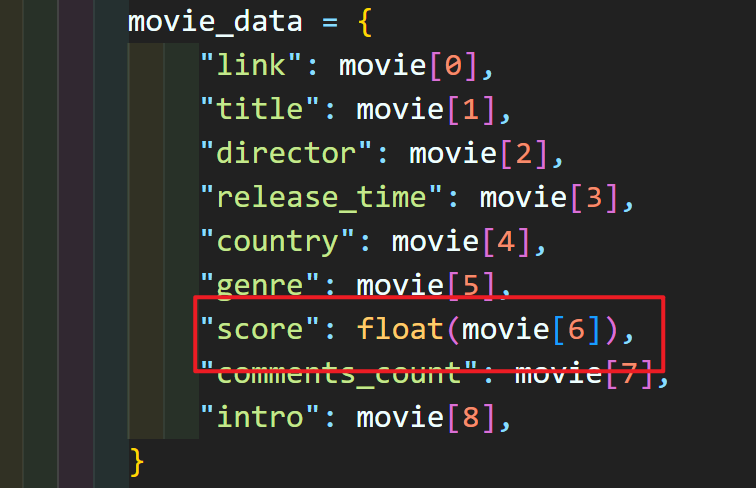 movie_data = {
"link": movie[0],
"title": movie[1],
"director": movie[2],
"release_time": movie[3],
"country": movie[4],
"genre": movie[5],
"score": float(movie[6]),
"comments_count": movie[7],
"intro": movie[8],
}